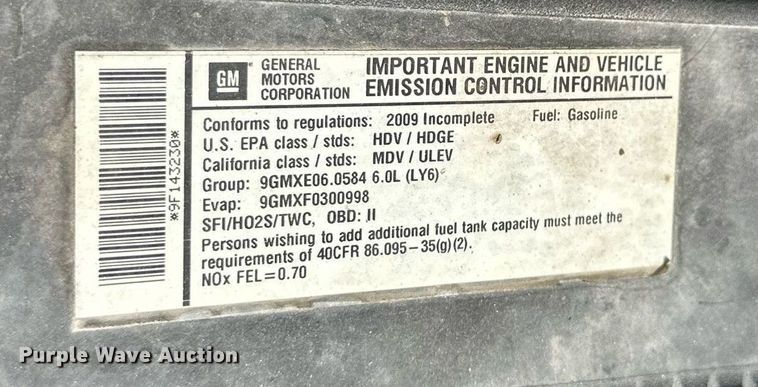 *9F143230*
GM
GENERAL
MOTORS
CORPORATION
IMPORTANT ENGINE AND VEHICLE
EMISSION CONTROL INFORMATION
Conforms to regulations: 2009 Incomplete Fuel: Gasoline
U.S. EPA class / stds: HDV / HDGE
California class / stds: MDV / ULEV
Group: 9GMXE06.0584 6.0L (LY6)
Evap: 9GMXF0300998
SFI/HO2S/TWC, OBD: II
Persons wishing to add additional fuel tank capacity must meet the
requirements of 40CFR 86.095-35(g)(2).
NOx FEL=0.70
Purple Wave Auction